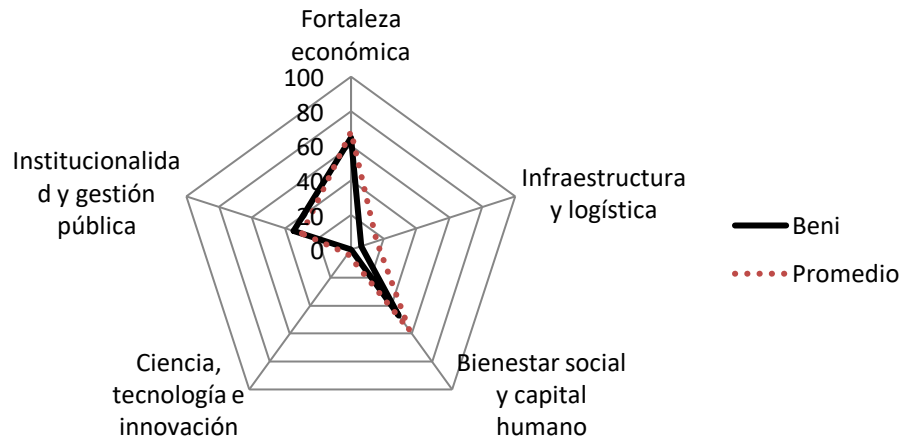 Fortaleza
económica
100
80
60
40
20
0
Infraestructura
y logística
Bienestar social
y capital
humano
Ciencia,
tecnología e
innovación
Institucionalida
d y gestión
pública
Beni
Promedio